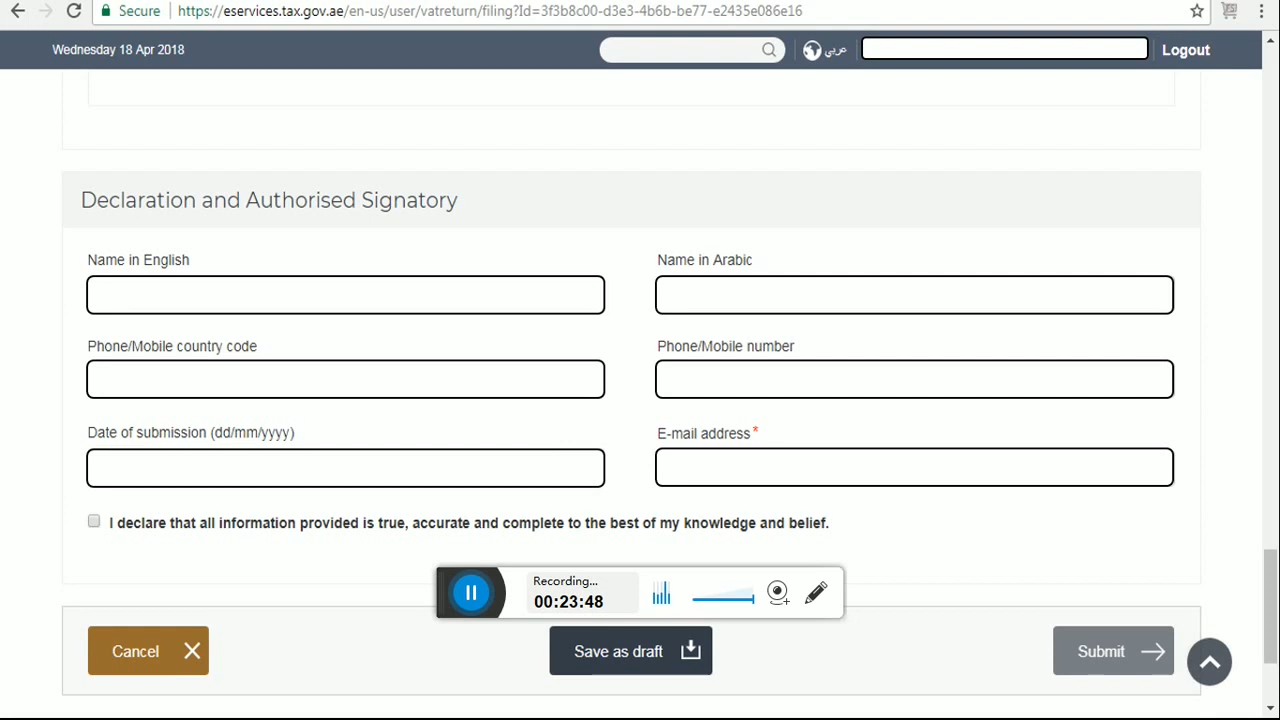 Secure https://eservices.tax.gov.ae/en-us/user/vatreturn/filing?Id=3f3b8c00-d3e3-4b6b-be77-e2435e086e16
Wednesday 18 Apr 2018 عربي Logout
Declaration and Authorised Signatory
Name in English Name in Arabic
Phone/Mobile country code Phone/Mobile number
Date of submission (dd/mm/yyyy) E-mail address*
I declare that all information provided is true, accurate and complete to the best of my knowledge and belief.
Recording...
00:23:48
Cancel Save as draft Submit